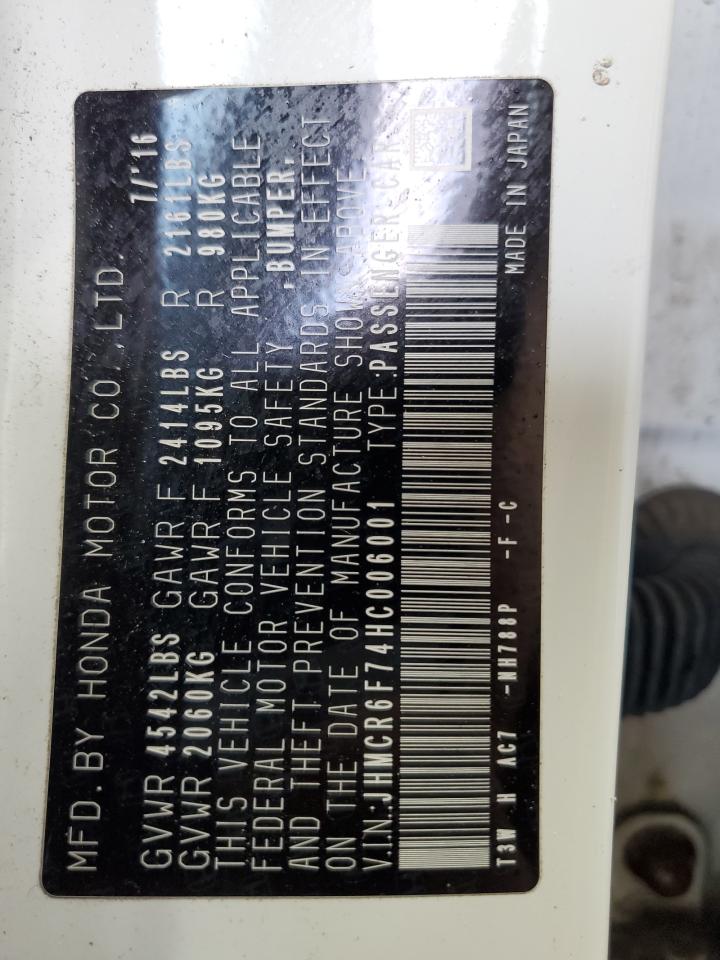 MFD. BY HONDA MOTOR CO., LTD. 7/'16
GVWR 4542LBS GAWR F 2414LBS R 2161LBS
GVWR 2060KG GAWR F 1095KG R 980KG
THIS VEHICLE CONFORMS TO ALL APPLICABLE
FEDERAL MOTOR VEHICLE SAFETY ,BUMPER,
AND THEFT PREVENTION STANDARDS IN EFFECT
ON THE DATE OF MANUFACTURE SHOWN ABOVE.
V.I.N.:JHMCR6F74HC006001 TYPE:PASSENGER CAR
T3W H AC7 -NH788P -F -C MADE IN JAPAN